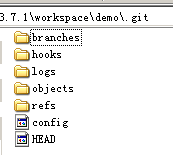 3.7.1\workspace\demo\.git
branches
hooks
logs
objects
refs
config
HEAD